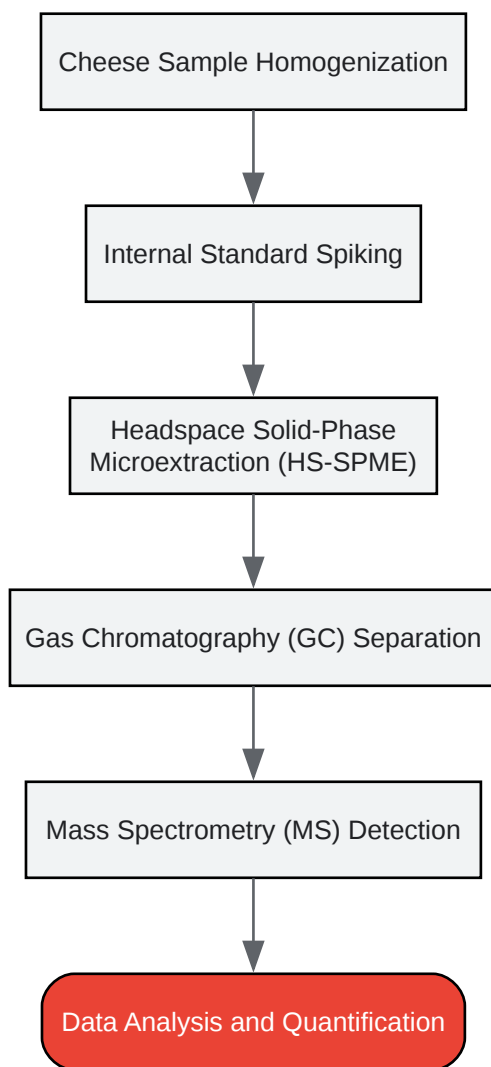 Cheese Sample Homogenization
Internal Standard Spiking
Headspace Solid-Phase
Microextraction (HS-SPME)
Gas Chromatography (GC) Separation
Mass Spectrometry (MS) Detection
Data Analysis and Quantification